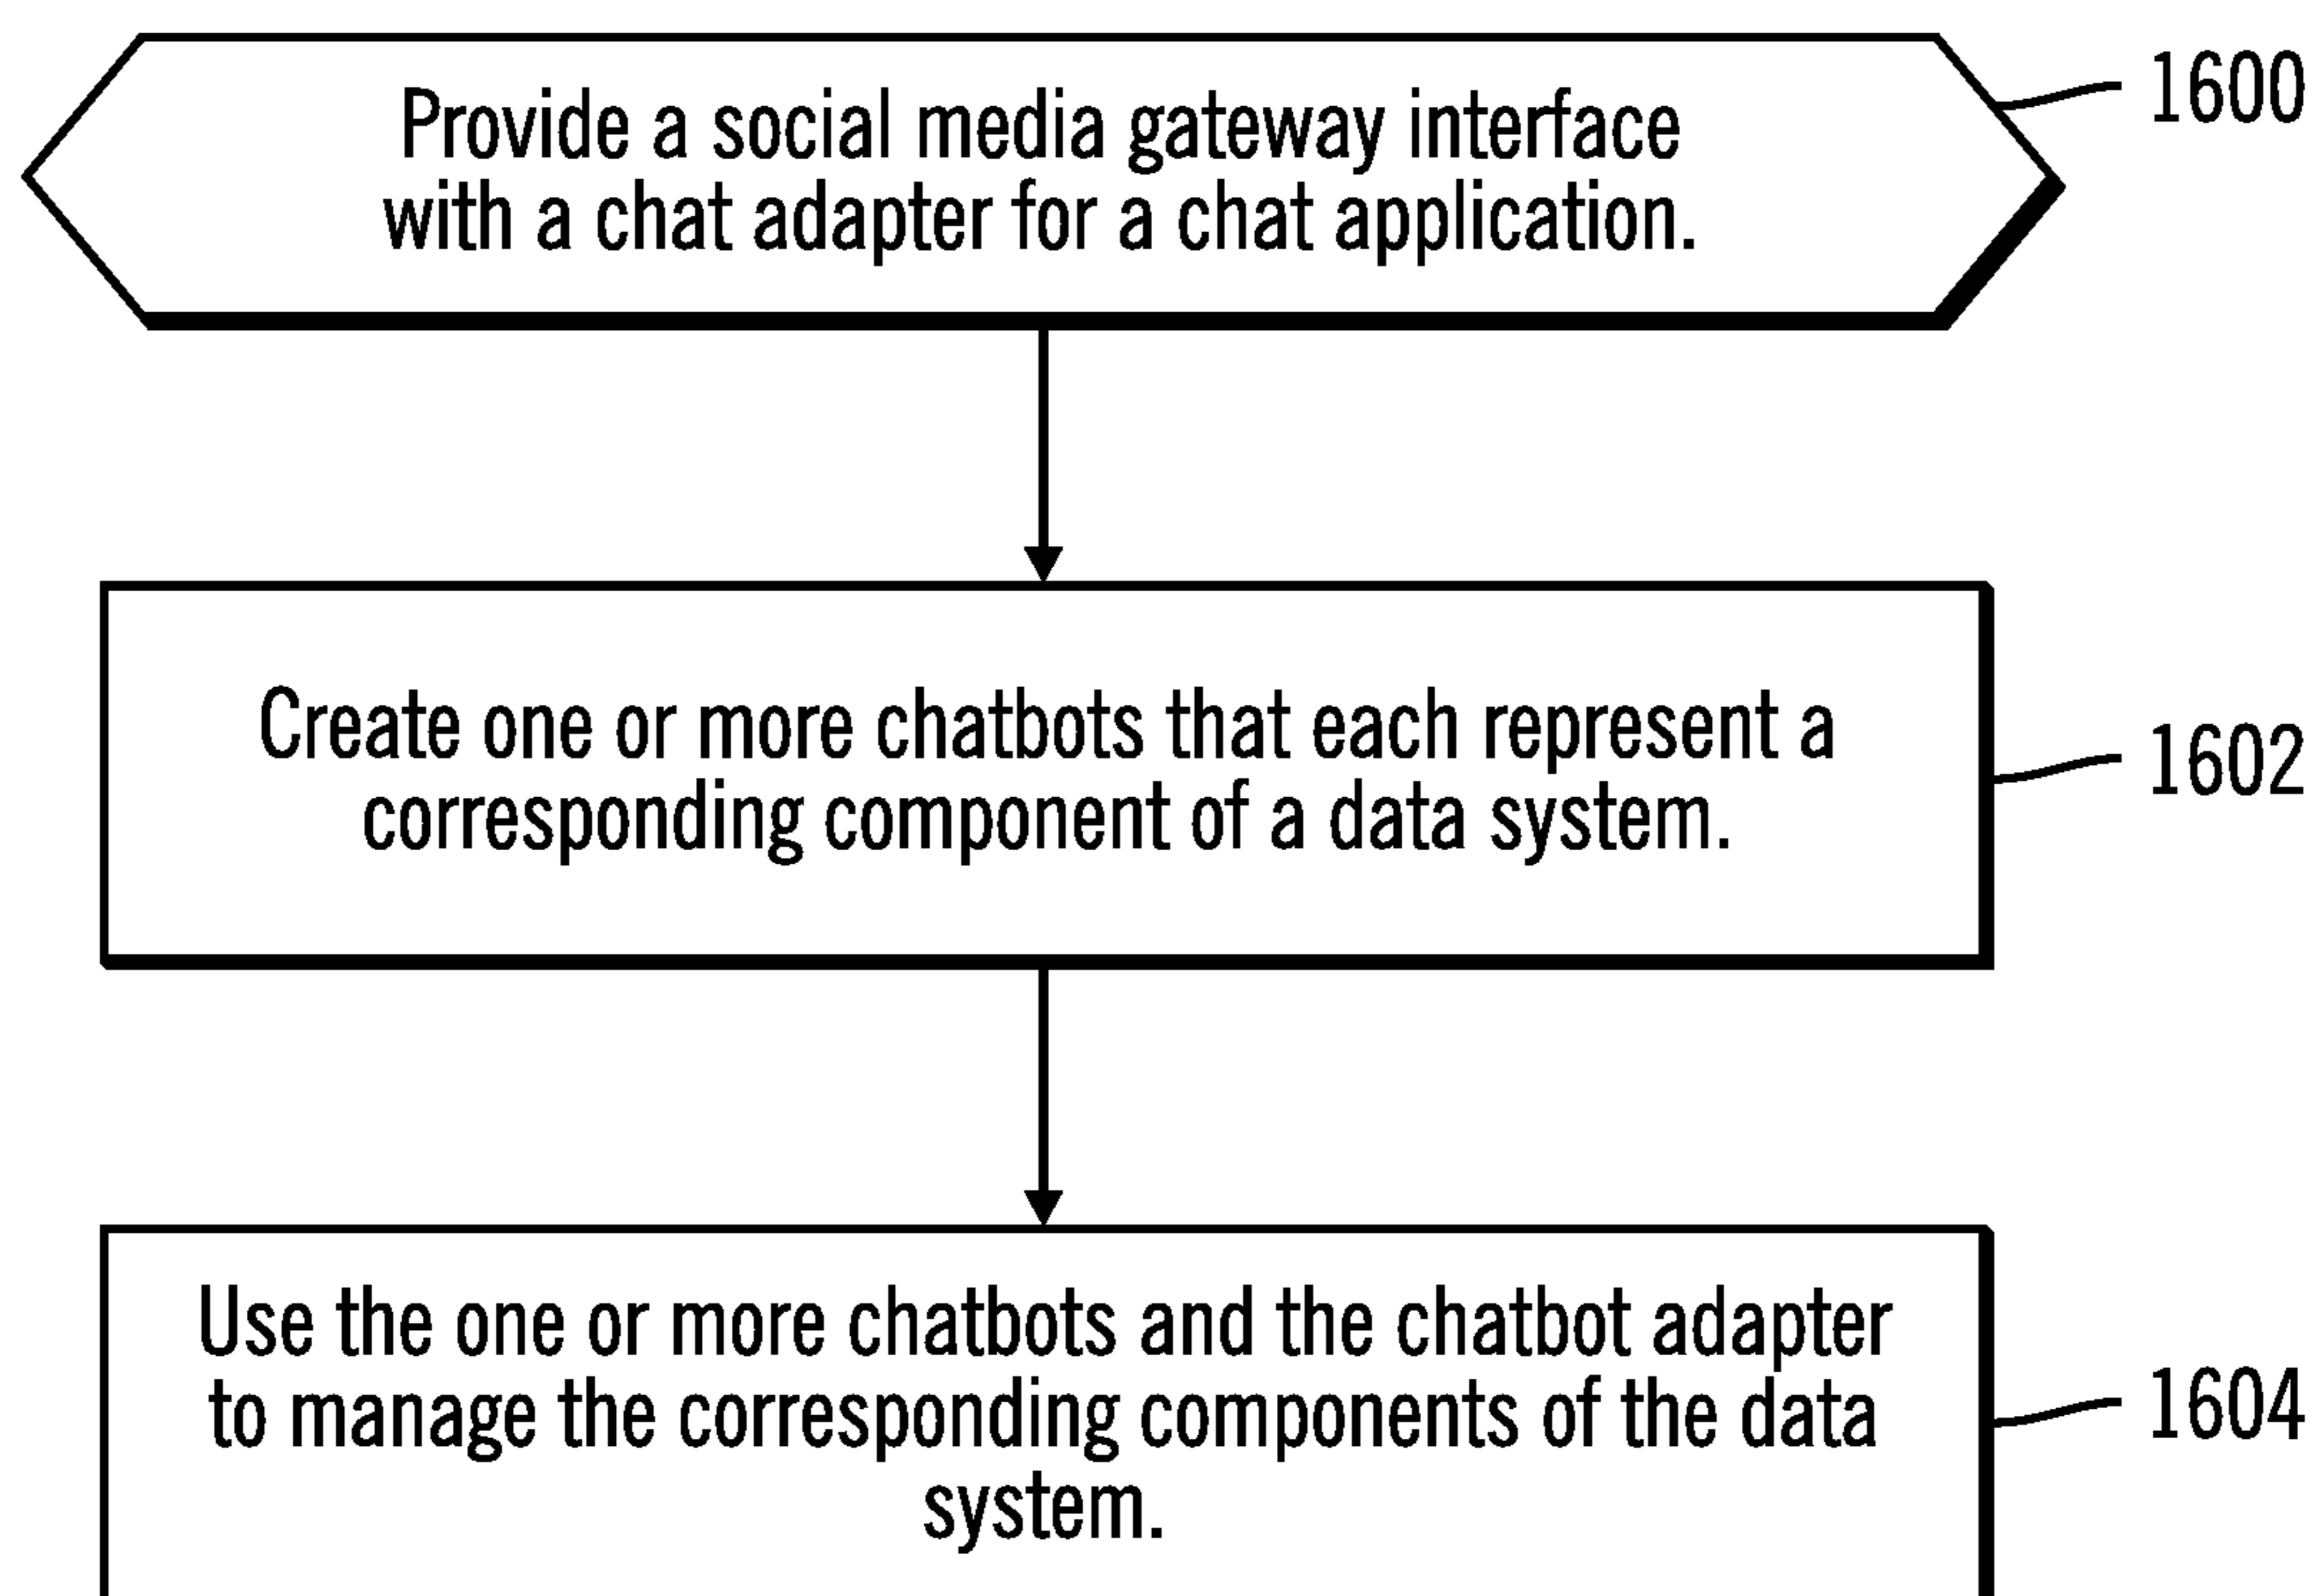 Provide a social media gateway interface
with a chat adapter for a chat application.
1600
Create one or more chatbots that each represent a
corresponding component of a data system.
1602
Use the one or more chatbots and the chatbot adapter
to manage the corresponding components of the data
system.
1604